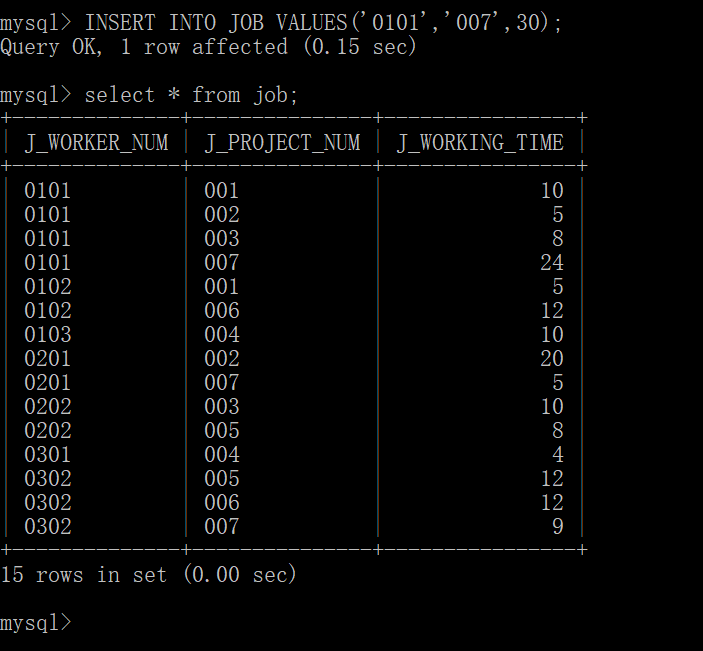 mysql> INSERT INTO JOB VALUES('0101','007',30);
Query OK, 1 row affected (0.15 sec)
mysql> select * from job;
+--------------+---------------+----------------+
| J_WORKER_NUM | J_PROJECT_NUM | J_WORKING_TIME |
+--------------+---------------+----------------+
| 0101         | 001           |             10 |
| 0101         | 002           |              5 |
| 0101         | 003           |              8 |
| 0101         | 007           |             24 |
| 0102         | 001           |              5 |
| 0102         | 006           |             12 |
| 0103         | 004           |             10 |
| 0201         | 002           |             20 |
| 0201         | 007           |              5 |
| 0202         | 003           |             10 |
| 0202         | 005           |              8 |
| 0301         | 004           |              4 |
| 0302         | 005           |             12 |
| 0302         | 006           |             12 |
| 0302         | 007           |              9 |
+--------------+---------------+----------------+
15 rows in set (0.00 sec)
mysql>